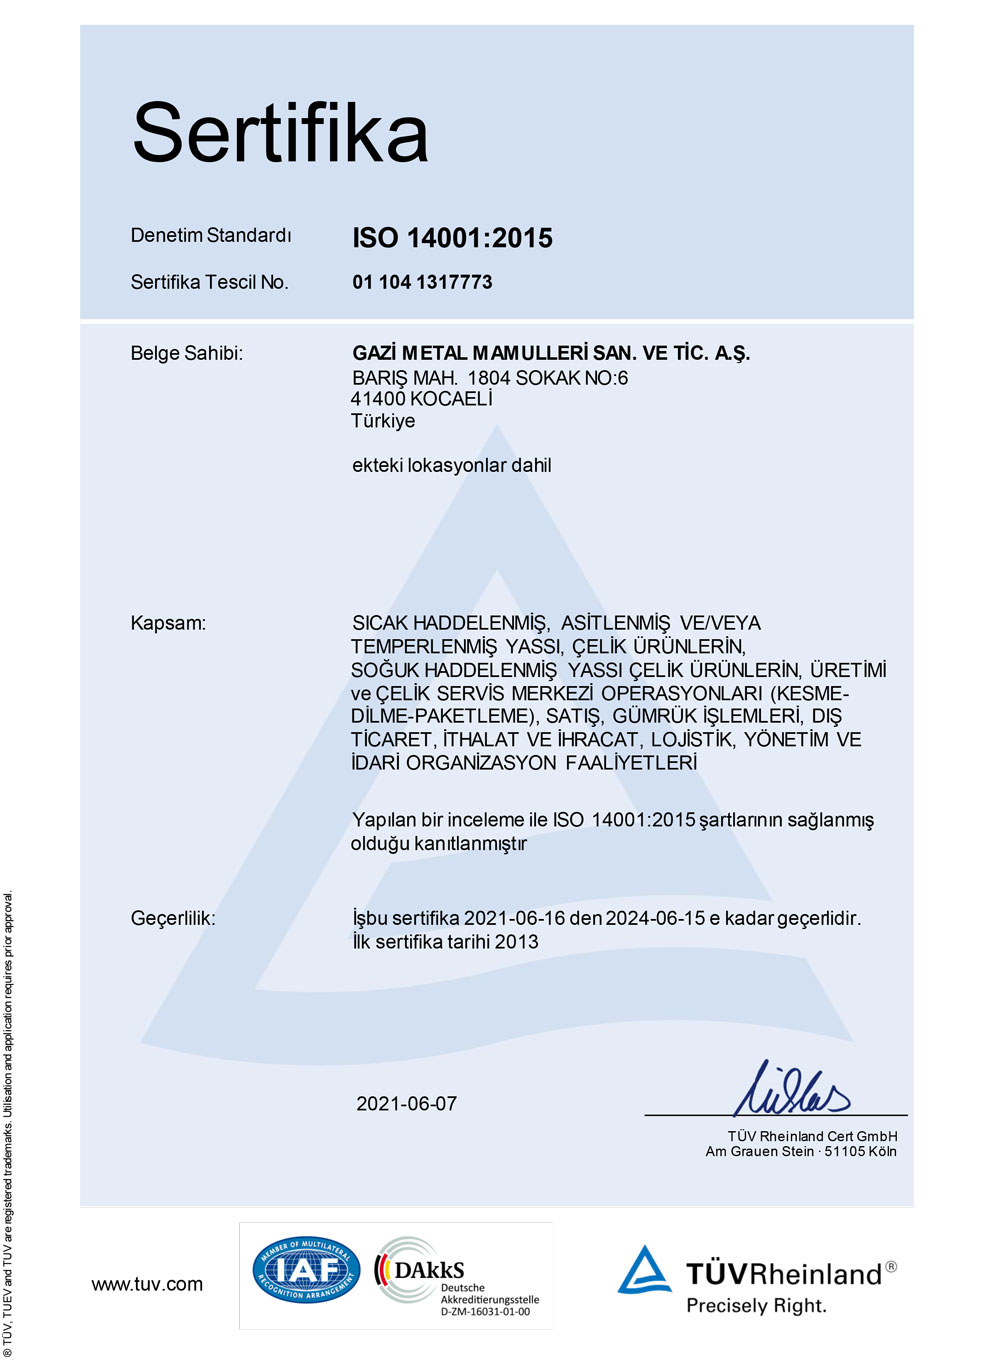 Sertifika
Denetim Standardı ISO 14001:2015
Sertifika Tescil No. 01 104 1317773
Belge Sahibi: GAZİ METAL MAMULLERİ SAN. VE TİC. A.Ş.
BARIŞ MAH. 1804 SOKAK NO:6
41400 KOCAELİ
Türkiye
ekteki lokasyonlar dahil
Kapsam: SICAK HADDELENMİŞ, ASİTLENMİŞ VE/VEYA
TEMPERLENMİŞ YASSI, ÇELİK ÜRÜNLERİN,
SOĞUK HADDELENMİŞ YASSI ÇELİK ÜRÜNLERİN, ÜRETİMİ
ve ÇELİK SERVİS MERKEZİ OPERASYONLARI (KESME-
DİLME-PAKETLEME), SATIŞ, GÜMRÜK İŞLEMLERİ, DIŞ
TİCARET, İTHALAT VE İHRACAT, LOJİSTİK, YÖNETİM VE
İDARİ ORGANİZASYON FAALİYETLERİ
Yapılan bir inceleme ile ISO 14001:2015 şartlarının sağlanmış
olduğu kanıtlanmıştır
Geçerlilik: İşbu sertifika 2021-06-16 den 2024-06-15 e kadar geçerlidir.
İlk sertifika tarihi 2013
2021-06-07
TÜV Rheinland Cert GmbH
Am Grauen Stein · 51105 Köln
® TÜV, TUEV and TUV are registered trademarks. Utilisation and application requires prior approval.
www.tuv.com
MEMBER OF MULTILATERAL
IAF
RECOGNITION ARRANGEMENT
DAkkS
Deutsche
Akkreditierungsstelle
D-ZM-16031-01-00
TÜVRheinland®
Precisely Right.